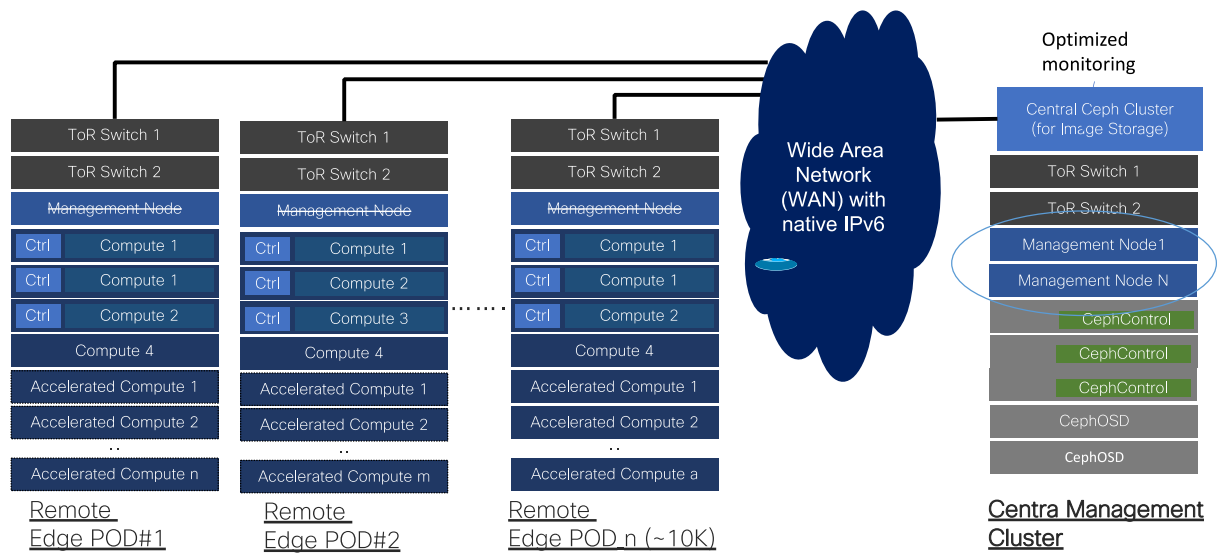 ToR Switch 1
ToR Switch 2
Management Node
Ctrl Compute 1
Ctrl Compute 1
Ctrl Compute 2
Compute 4
Accelerated Compute 1
Accelerated Compute 2
..
Accelerated Compute n
Remote
Edge POD#1
ToR Switch 1
ToR Switch 2
Management Node
Ctrl Compute 1
Ctrl Compute 2
Ctrl Compute 3
Compute 4
Accelerated Compute 1
Accelerated Compute 2
..
Accelerated Compute m
Remote
Edge POD#2
........
ToR Switch 1
ToR Switch 2
Management Node
Ctrl Compute 1
Ctrl Compute 1
Ctrl Compute 2
Compute 4
Accelerated Compute 1
Accelerated Compute 2
..
Accelerated Compute a
Remote
Edge POD_n (~10K)
Wide Area
Network
(WAN) with
native IPv6
Optimized
monitoring
Central Ceph Cluster
(for Image Storage)
ToR Switch 1
ToR Switch 2
Management Node1
Management Node N
CephControl
CephControl
CephControl
CephOSD
CephOSD
Centra Management
Cluster